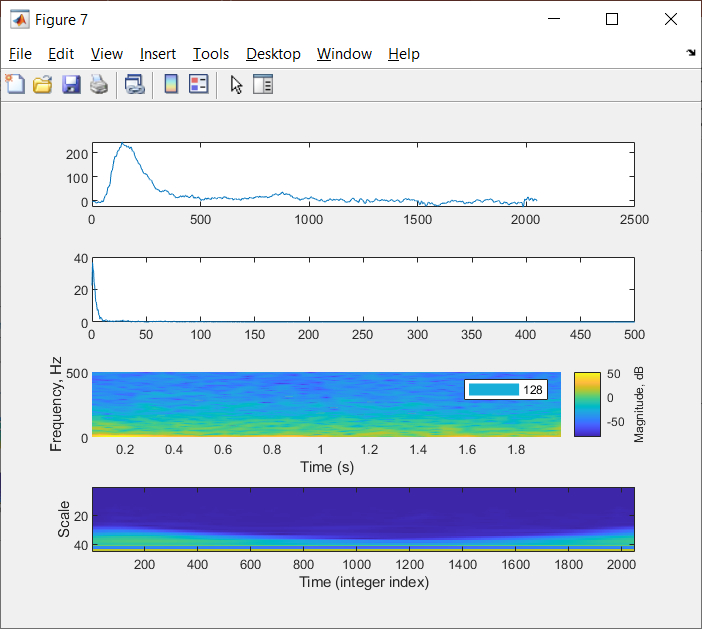 Figure 7
File Edit View Insert Tools Desktop Window Help
200
100
0
0 500 1000 1500 2000 2500
40
20
0
0 50 100 150 200 250 300 350 400 450 500
Frequency, Hz
500
0
128
0.2 0.4 0.6 0.8 1 1.2 1.4 1.6 1.8
Time (s)
50
0
-50
Magnitude, dB
Scale
20
40
200 400 600 800 1000 1200 1400 1600 1800 2000
Time (integer index)